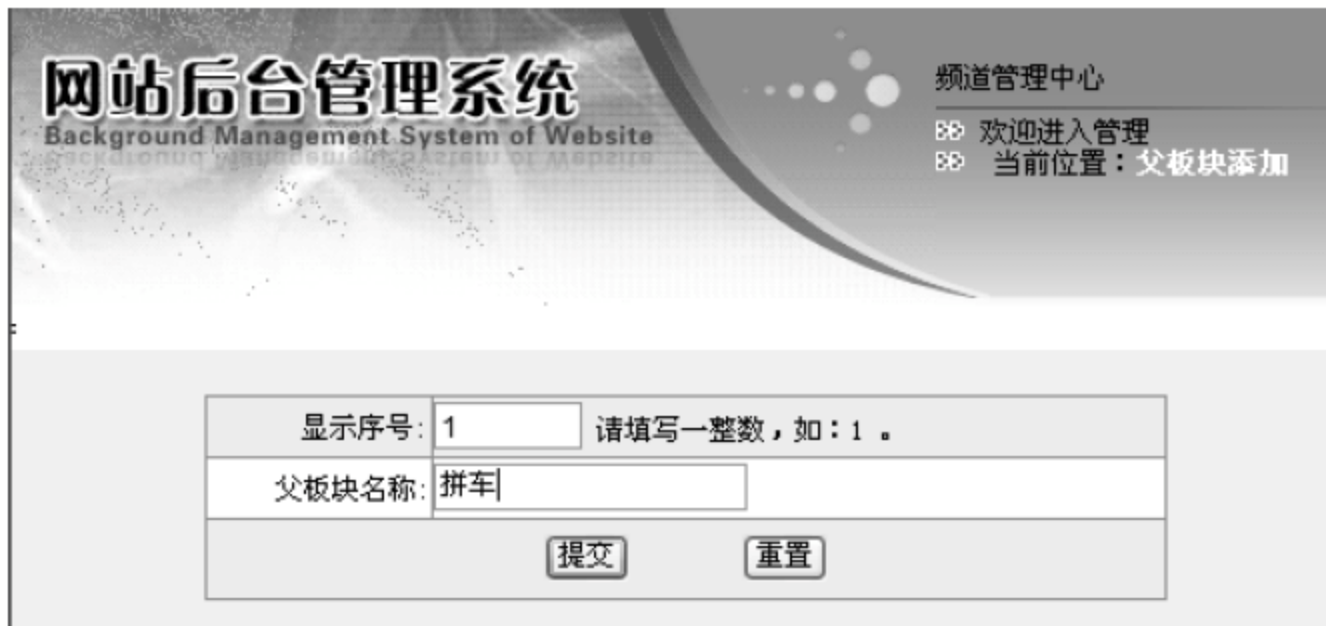 网站后台管理系统
Background Management System of Website
频道管理中心
欢迎进入管理
当前位置：父板块添加
显示序号: 1 请填写一整数，如：1 。
父板块名称: 拼车
提交 重置